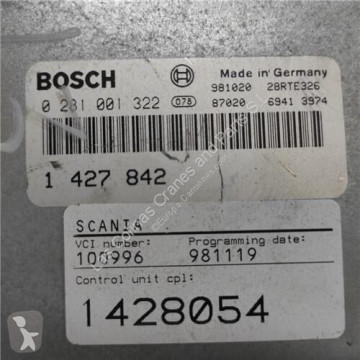 BOSCH
Made in Germany
0 281 001 322 078 981020 28RTE326
87020 6941 3974
1 427 842
SCANI
VCI number: Programming date:
100996 981119
Control unit cpl:
1428054